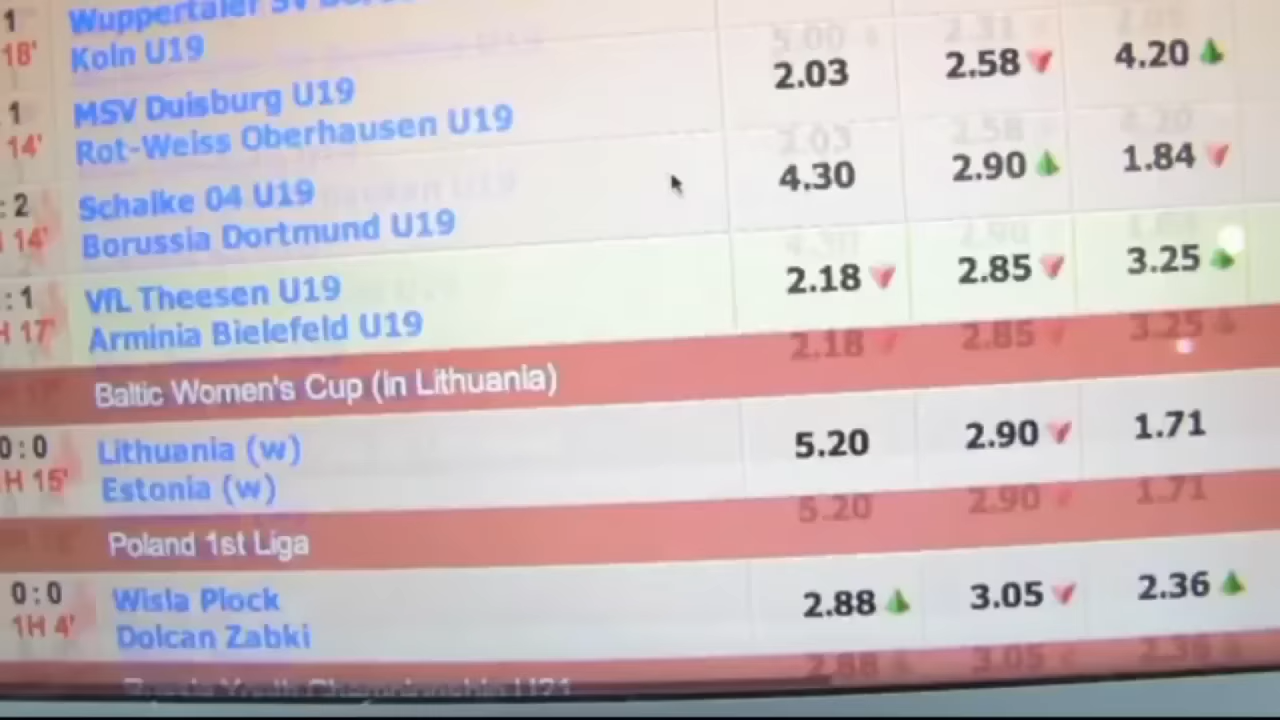 1 Wuppertaler SV
18' Koln U19
2.03 2.58 4.20
1 MSV Duisburg U19
14' Rot-Weiss Oberhausen U19
4.30 2.90 1.84
: 2 Schalke 04 U19
14' Borussia Dortmund U19
2.18 2.85 3.25
: 1 VfL Theesen U19
H 17' Arminia Bielefeld U19
Baltic Women's Cup (in Lithuania)
0:0 Lithuania (w)
5.20 2.90 1.71
H 15' Estonia (w)
Poland 1st Liga
0:0 Wisla Plock
2.88 3.05 2.36
1H 4' Dolcan Zabki